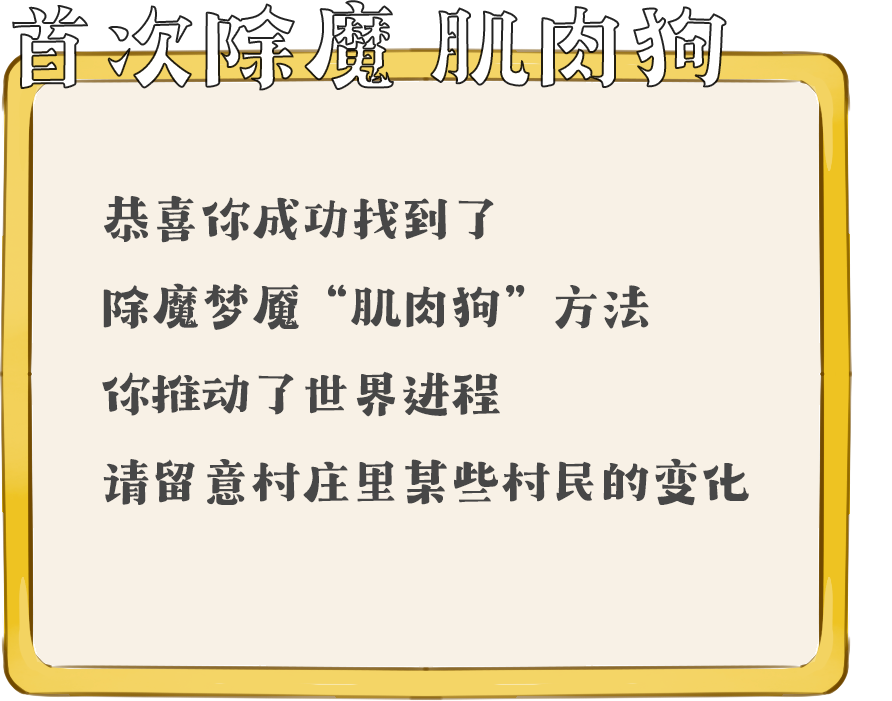 首次除魔 肌肉狗
恭喜你成功找到了
除魔梦魇“肌肉狗”方法
你推动了世界进程
请留意村庄里某些村民的变化